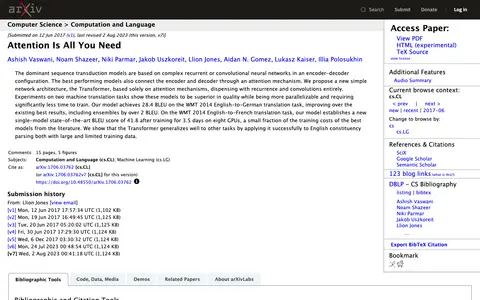 arXiv
Search
Submit
Donate
Log in
Computer Science > Computation and Language
[Submitted on 12 Jun 2017 (v1), last revised 2 Aug 2023 (this version, v7)]
Attention Is All You Need
Ashish Vaswani, Noam Shazeer, Niki Parmar, Jakob Uszkoreit, Llion Jones, Aidan N. Gomez, Lukasz Kaiser, Illia Polosukhin
The dominant sequence transduction models are based on complex recurrent or convolutional neural networks in an encoder-decoder
configuration. The best performing models also connect the encoder and decoder through an attention mechanism. We propose a new simple
network architecture, the Transformer, based solely on attention mechanisms, dispensing with recurrence and convolutions entirely.
Experiments on two machine translation tasks show these models to be superior in quality while being more parallelizable and requiring
significantly less time to train. Our model achieves 28.4 BLEU on the WMT 2014 English-to-German translation task, improving over the
existing best results, including ensembles by over 2 BLEU. On the WMT 2014 English-to-French translation task, our model establishes a new
single-model state-of-the-art BLEU score of 41.8 after training for 3.5 days on eight GPUs, a small fraction of the training costs of the best
models from the literature. We show that the Transformer generalizes well to other tasks by applying it successfully to English constituency
parsing both with large and limited training data.
Comments: 15 pages, 5 figures
Subjects: Computation and Language (cs.CL); Machine Learning (cs.LG)
Cite as: arXiv:1706.03762 [cs.CL]
(or arXiv:1706.03762v7 [cs.CL] for this version)
https://doi.org/10.48550/arXiv.1706.03762
Submission history
From: Llion Jones [view email]
[v1] Mon, 12 Jun 2017 17:57:34 UTC (1,102 KB)
[v2] Mon, 19 Jun 2017 16:49:45 UTC (1,125 KB)
[v3] Tue, 20 Jun 2017 05:20:02 UTC (1,125 KB)
[v4] Fri, 30 Jun 2017 17:29:30 UTC (1,124 KB)
[v5] Wed, 6 Dec 2017 03:30:32 UTC (1,124 KB)
[v6] Mon, 24 Jul 2023 00:48:54 UTC (1,124 KB)
[v7] Wed, 2 Aug 2023 00:41:18 UTC (1,124 KB)
Bibliographic Tools
Code, Data, Media
Demos
Related Papers
About arXivLabs
Bibliographic and Citation Tools
Access Paper:
View PDF
HTML (experimental)
TeX Source
view license
Additional Features
Audio Summary
Current browse context:
cs.CL
< prev | next >
new | recent | 2017-06
Change to browse by:
cs
cs.LG
References & Citations
SciX
Google Scholar
Semantic Scholar
123 blog links (what is this?)
DBLP - CS Bibliography
listing | bibtex
Ashish Vaswani
Noam Shazeer
Niki Parmar
Jakob Uszkoreit
Llion Jones
...
Export BibTeX Citation
Bookmark